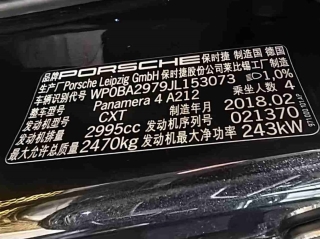 品牌 PORSCHE 保时捷 制造国 德国
生产厂 Porsche Leipzig GmbH 保时捷股份公司莱比锡工厂制造
车辆识别代号 WP0BA2979JL153073 1,0%
整车型号 Panamera 4 A212 乘坐人数 4
发动机型号 CXT 制造年月 2018.02
发动机排量 2995cc 发动机序列号 021370
最大允许总质量 2470kg 发动机最大净功率 243kW